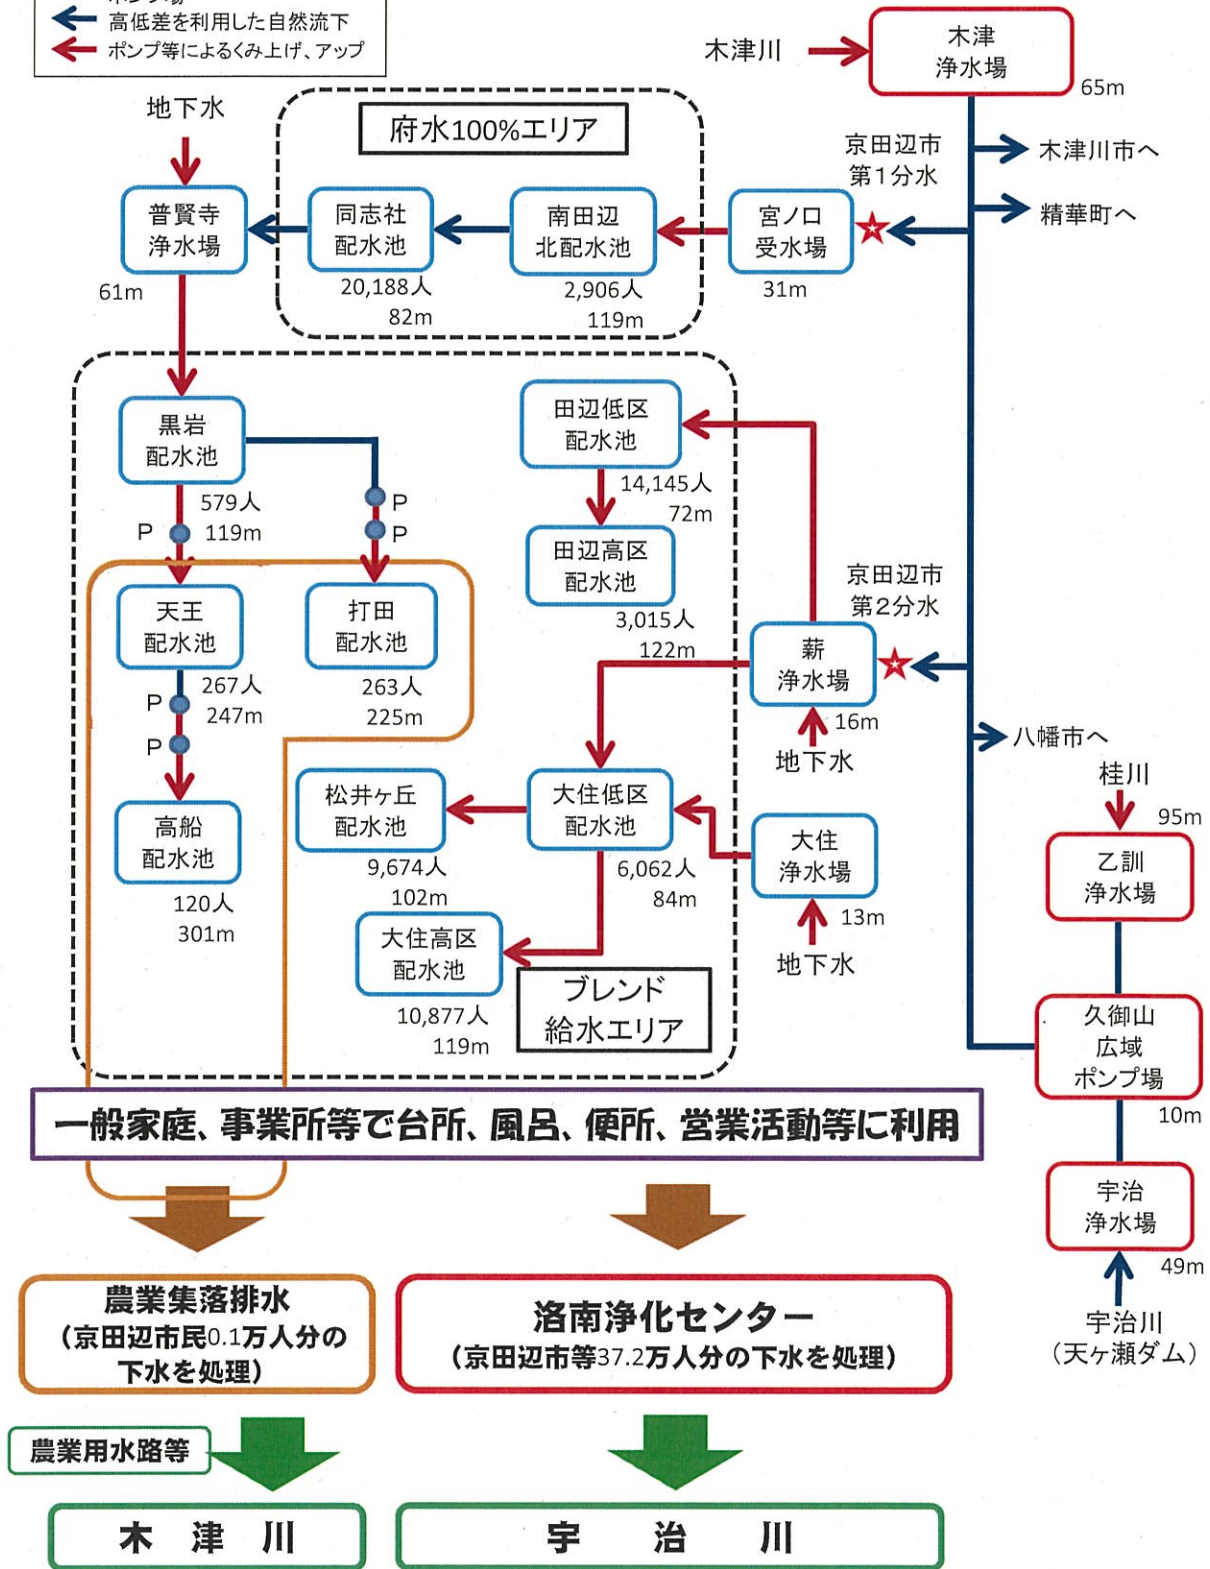 高低差を利用した自然流下
ポンプ等によるくみ上げ、アップ
木津川
木津
浄水場
65m
地下水
府水100%エリア
京田辺市
第1分水
木津川市へ
精華町へ
普賢寺
浄水場
61m
同志社
配水池
20,188人
82m
南田辺
北配水池
2,906人
119m
宮ノ口
受水場
31m
黒岩
配水池
579人
119m
P
P
P
田辺低区
配水池
14,145人
72m
田辺高区
配水池
3,015人
122m
京田辺市
第2分水
天王
配水池
267人
247m
打田
配水池
263人
225m
薪
浄水場
16m
地下水
P
P
八幡市へ
高船
配水池
120人
301m
松井ヶ丘
配水池
9,674人
102m
大住低区
配水池
6,062人
84m
大住
浄水場
13m
地下水
大住高区
配水池
10,877人
119m
ブレンド
給水エリア
桂川
95m
乙訓
浄水場
久御山
広域
ポンプ場
10m
宇治
浄水場
49m
宇治川
(天ヶ瀬ダム)
一般家庭、事業所等で台所、風呂、便所、営業活動等に利用
農業集落排水
(京田辺市民0.1万人分の
下水を処理)
洛南浄化センター
(京田辺市等37.2万人分の下水を処理)
農業用水路等
木 津 川
宇 治 川